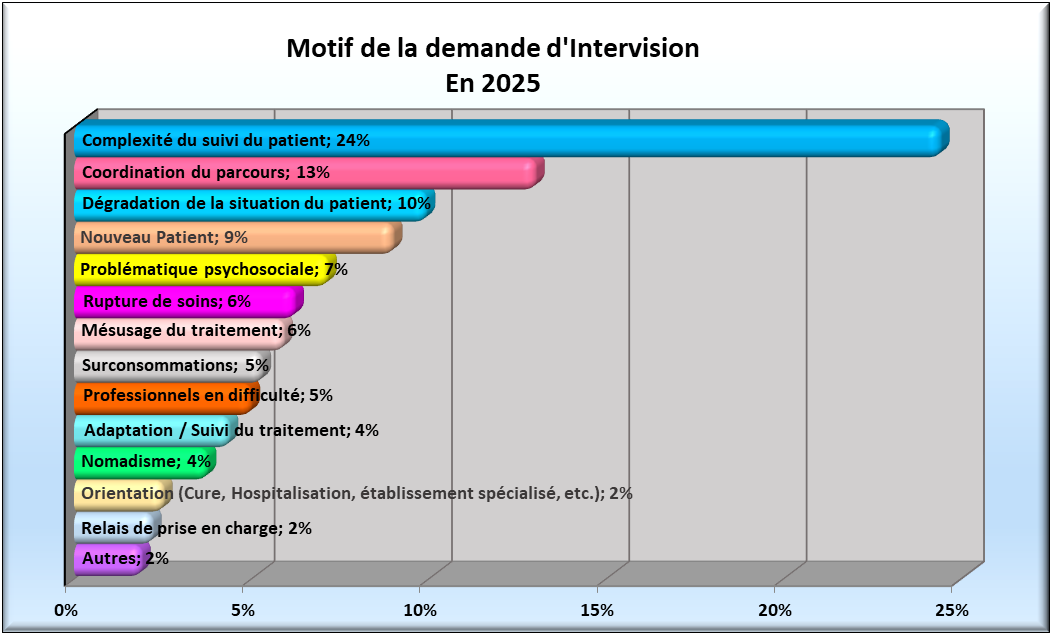 Motif de la demande d'Intervision
En 2025
Complexité du suivi du patient; 24%
Coordination du parcours; 13%
Dégradation de la situation du patient; 10%
Nouveau Patient; 9%
Problématique psychosociale; 7%
Rupture de soins; 6%
Mésusage du traitement; 6%
Surconsommations; 5%
Professionnels en difficulté; 5%
Adaptation / Suivi du traitement; 4%
Nomadisme; 4%
Orientation (Cure, Hospitalisation, établissement spécialisé, etc.); 2%
Relais de prise en charge; 2%
Autres; 2%
0% 5% 10% 15% 20% 25%